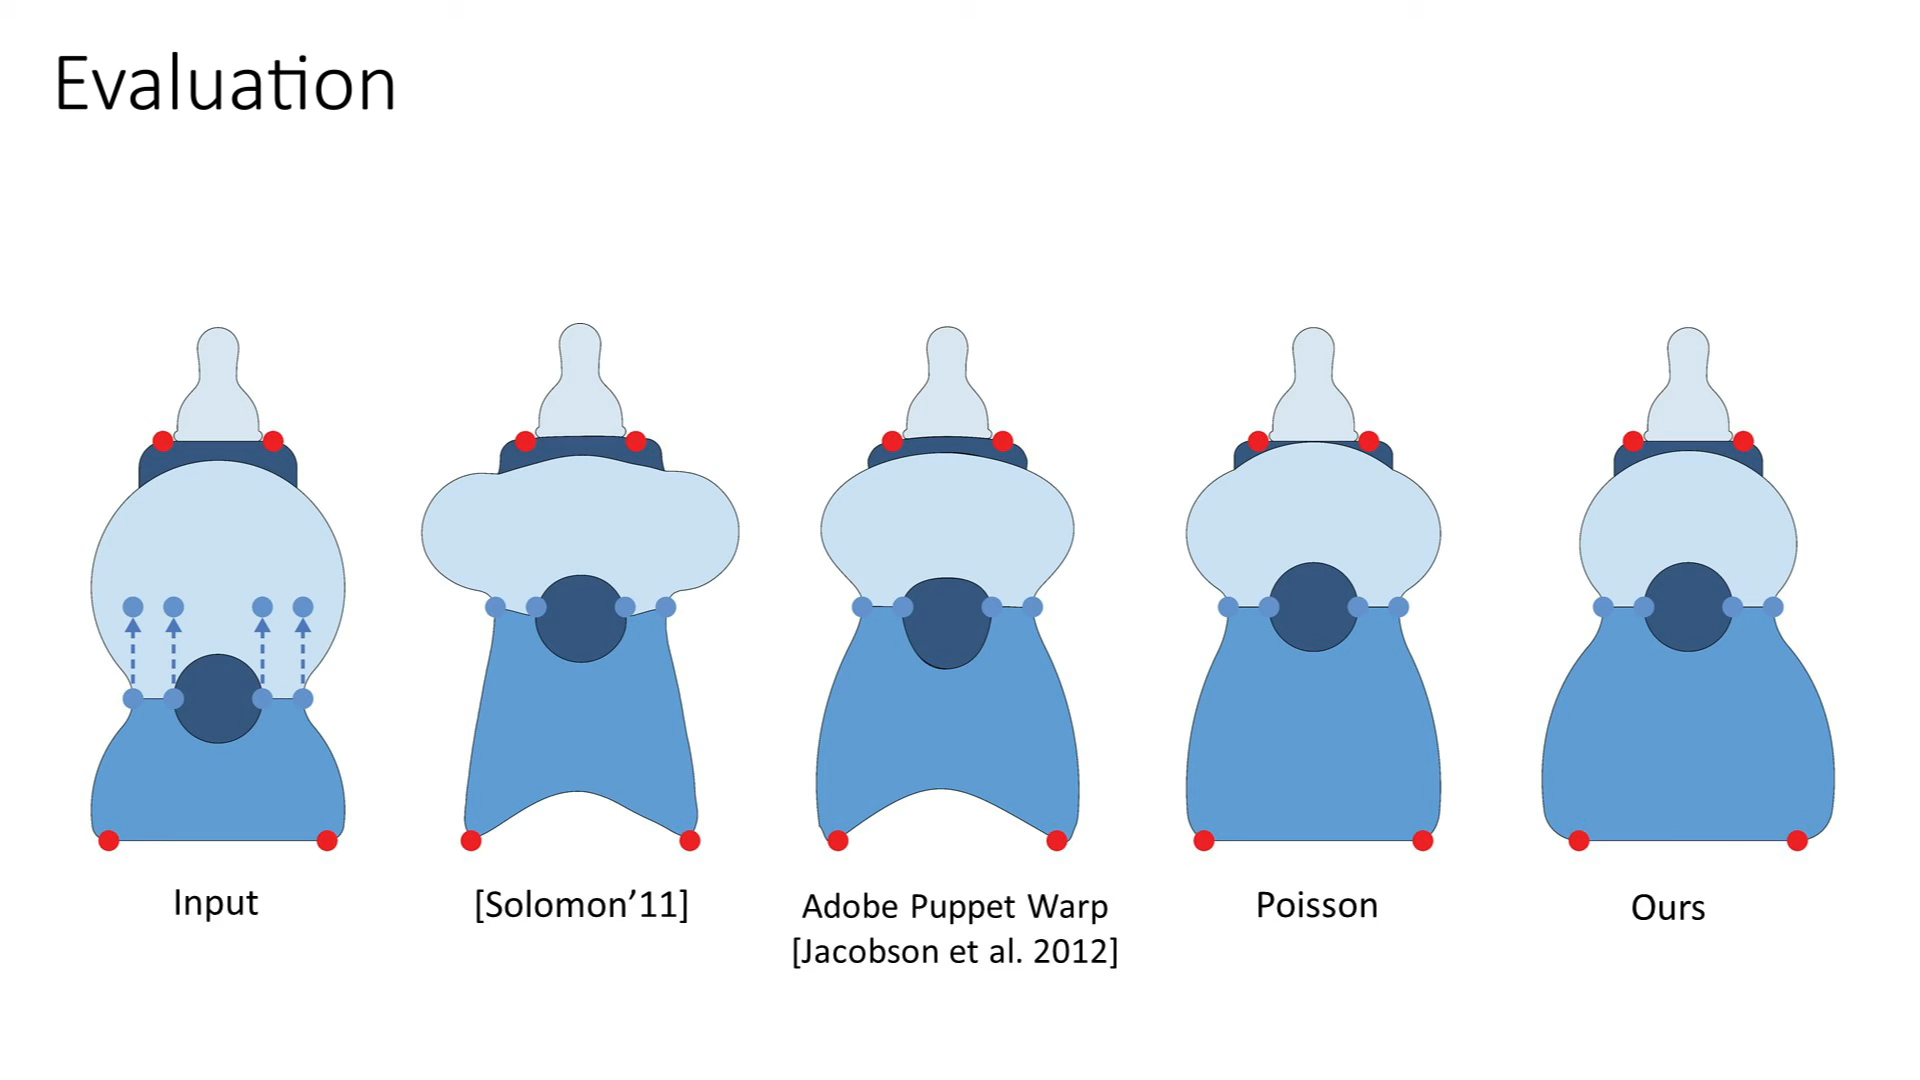 Evaluation
Input
[Solomon’11]
Adobe Puppet Warp
[Jacobson et al. 2012]
Poisson
Ours